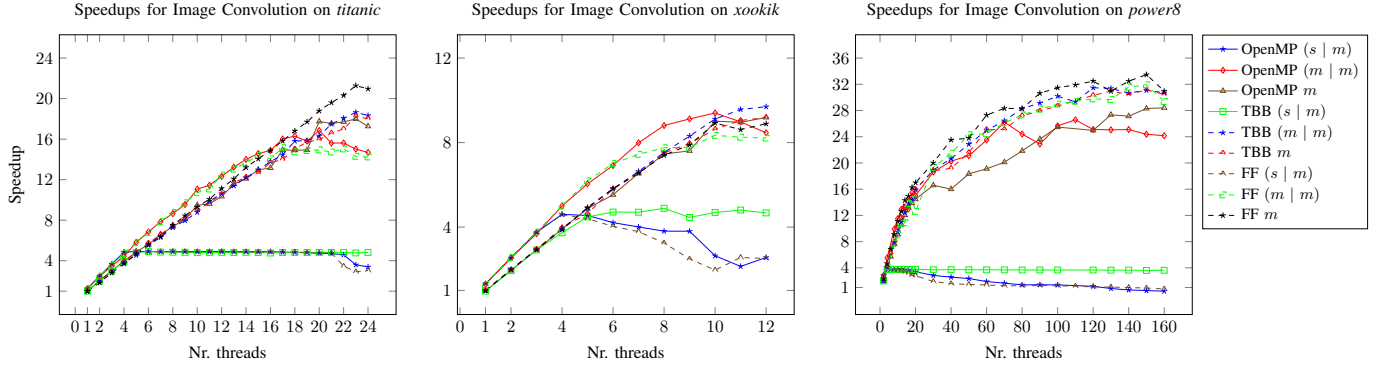 Speedups for Image Convolution on titanic
Speedups for Image Convolution on xookik
Speedups for Image Convolution on power8
Speedup
24
20
16
12
8
4
1
0 1 2 4 6 8 10 12 14 16 18 20 22 24
Nr. threads
12
8
4
1
0 1 2 4 6 8 10 12
Nr. threads
36
32
28
24
20
16
12
8
4
1
0 20 40 60 80 100 120 140 160
Nr. threads
OpenMP (s | m)
OpenMP (m | m)
OpenMP m
TBB (s | m)
TBB (m | m)
TBB m
FF (s | m)
FF (m | m)
FF m